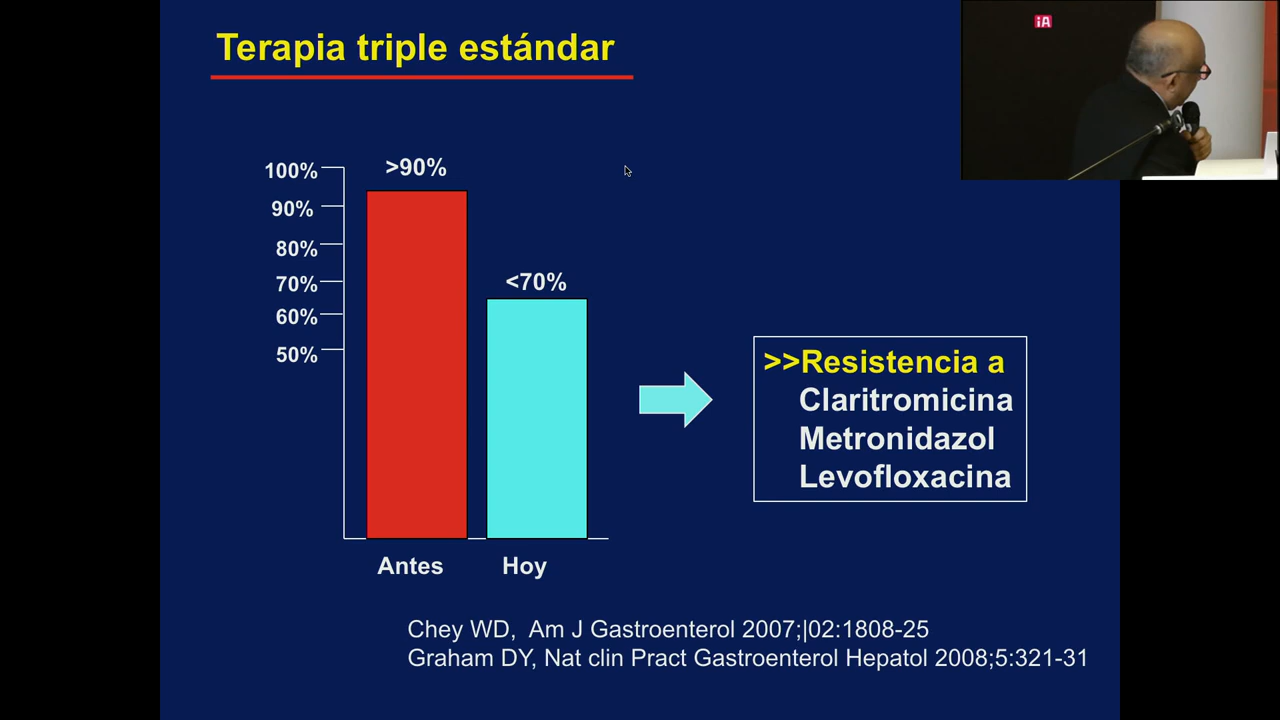 Terapia triple estándar
iA
>90%
100%
90%
80%
<70%
70%
60%
50%
>>Resistencia a
Claritromicina
Metronidazol
Levofloxacina
Antes
Hoy
Chey WD, Am J Gastroenterol 2007;|02:1808-25
Graham DY, Nat clin Pract Gastroenterol Hepatol 2008;5:321-31